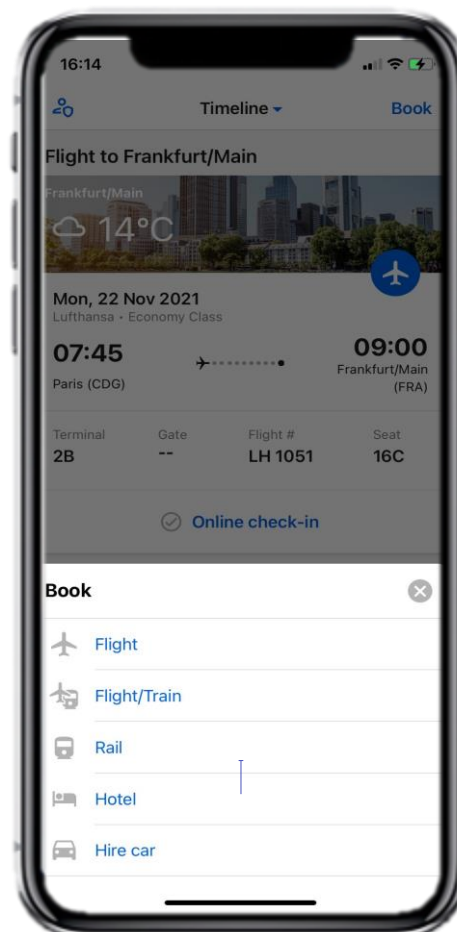 16:14
Timeline
Book
Flight to Frankfurt/Main
Frankfurt/Main
14°C
Mon, 22 Nov 2021
Lufthansa • Economy Class
07:45 09:00
Paris (CDG) Frankfurt/Main
(FRA)
Terminal Gate Flight # Seat
2B -- LH 1051 16C
Online check-in
Book
Flight
Flight/Train
Rail
Hotel
Hire car